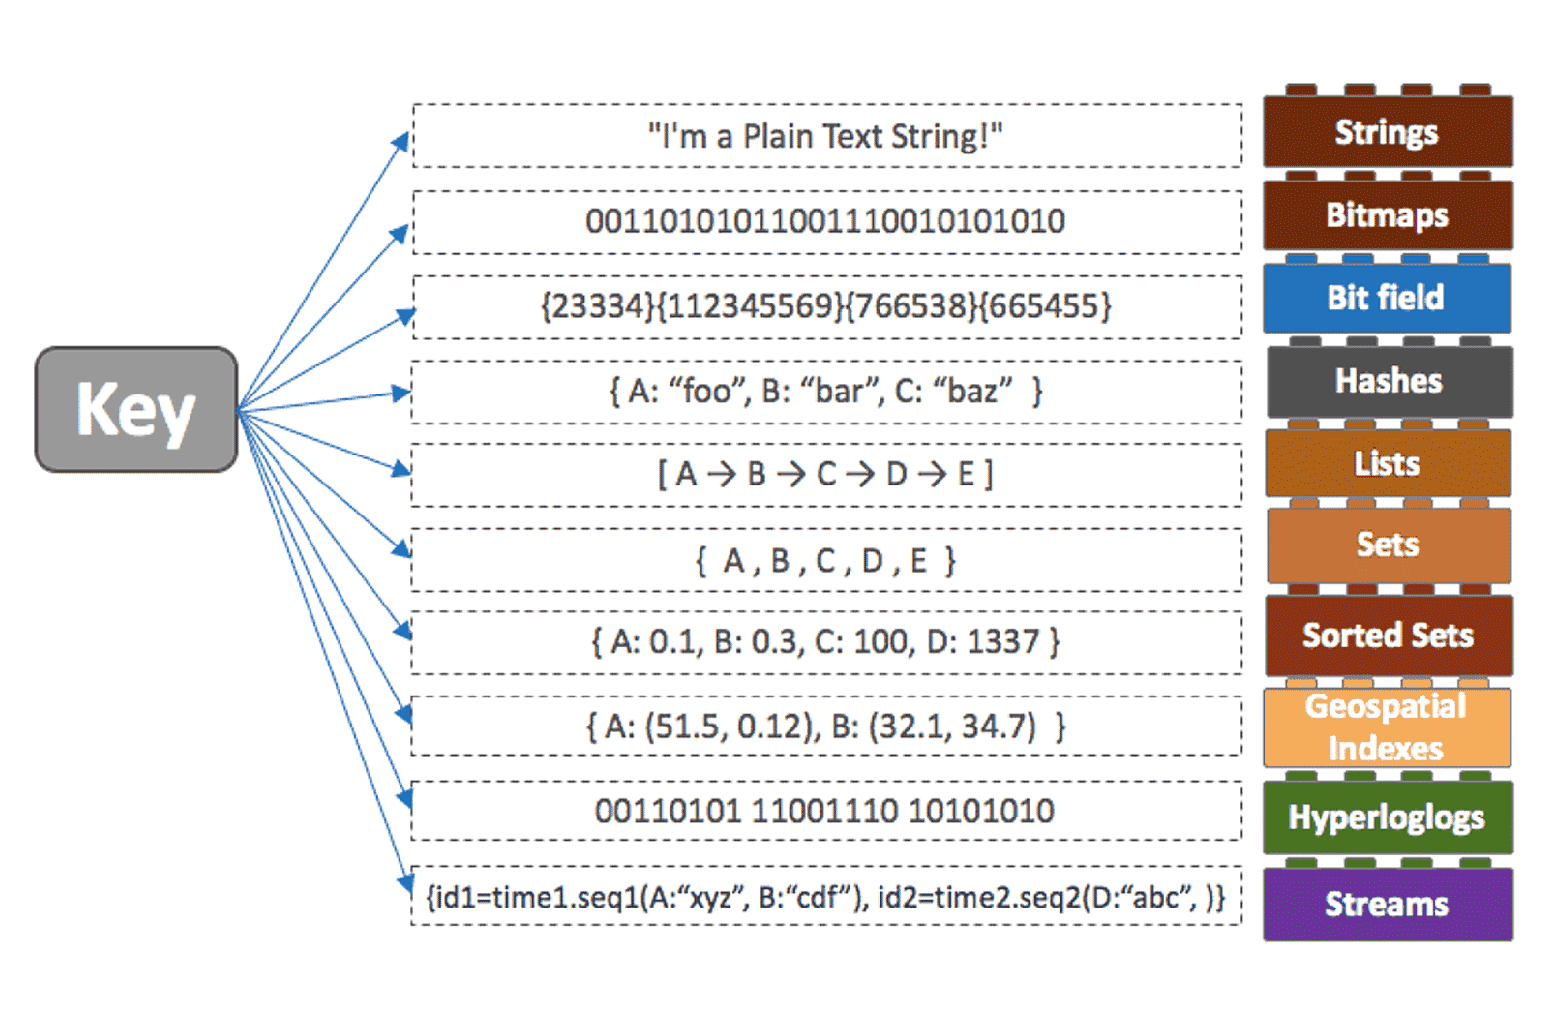 "I'm a Plain Text String!"
Strings
00110101011001110010101010
Bitmaps
{23334}{112345569}{766538}{665455}
Bit field
Key
{ A: “foo”, B: “bar”, C: “baz” }
Hashes
[ A → B → C → D → E ]
Lists
{ A , B , C , D , E }
Sets
{ A: 0.1, B: 0.3, C: 100, D: 1337 }
Sorted Sets
{ A: (51.5, 0.12), B: (32.1, 34.7) }
Geospatial
Indexes
00110101 11001110 10101010
Hyperloglogs
{id1=time1.seq1(A:“xyz”, B:“cdf”), id2=time2.seq2(D:“abc”, )}
Streams